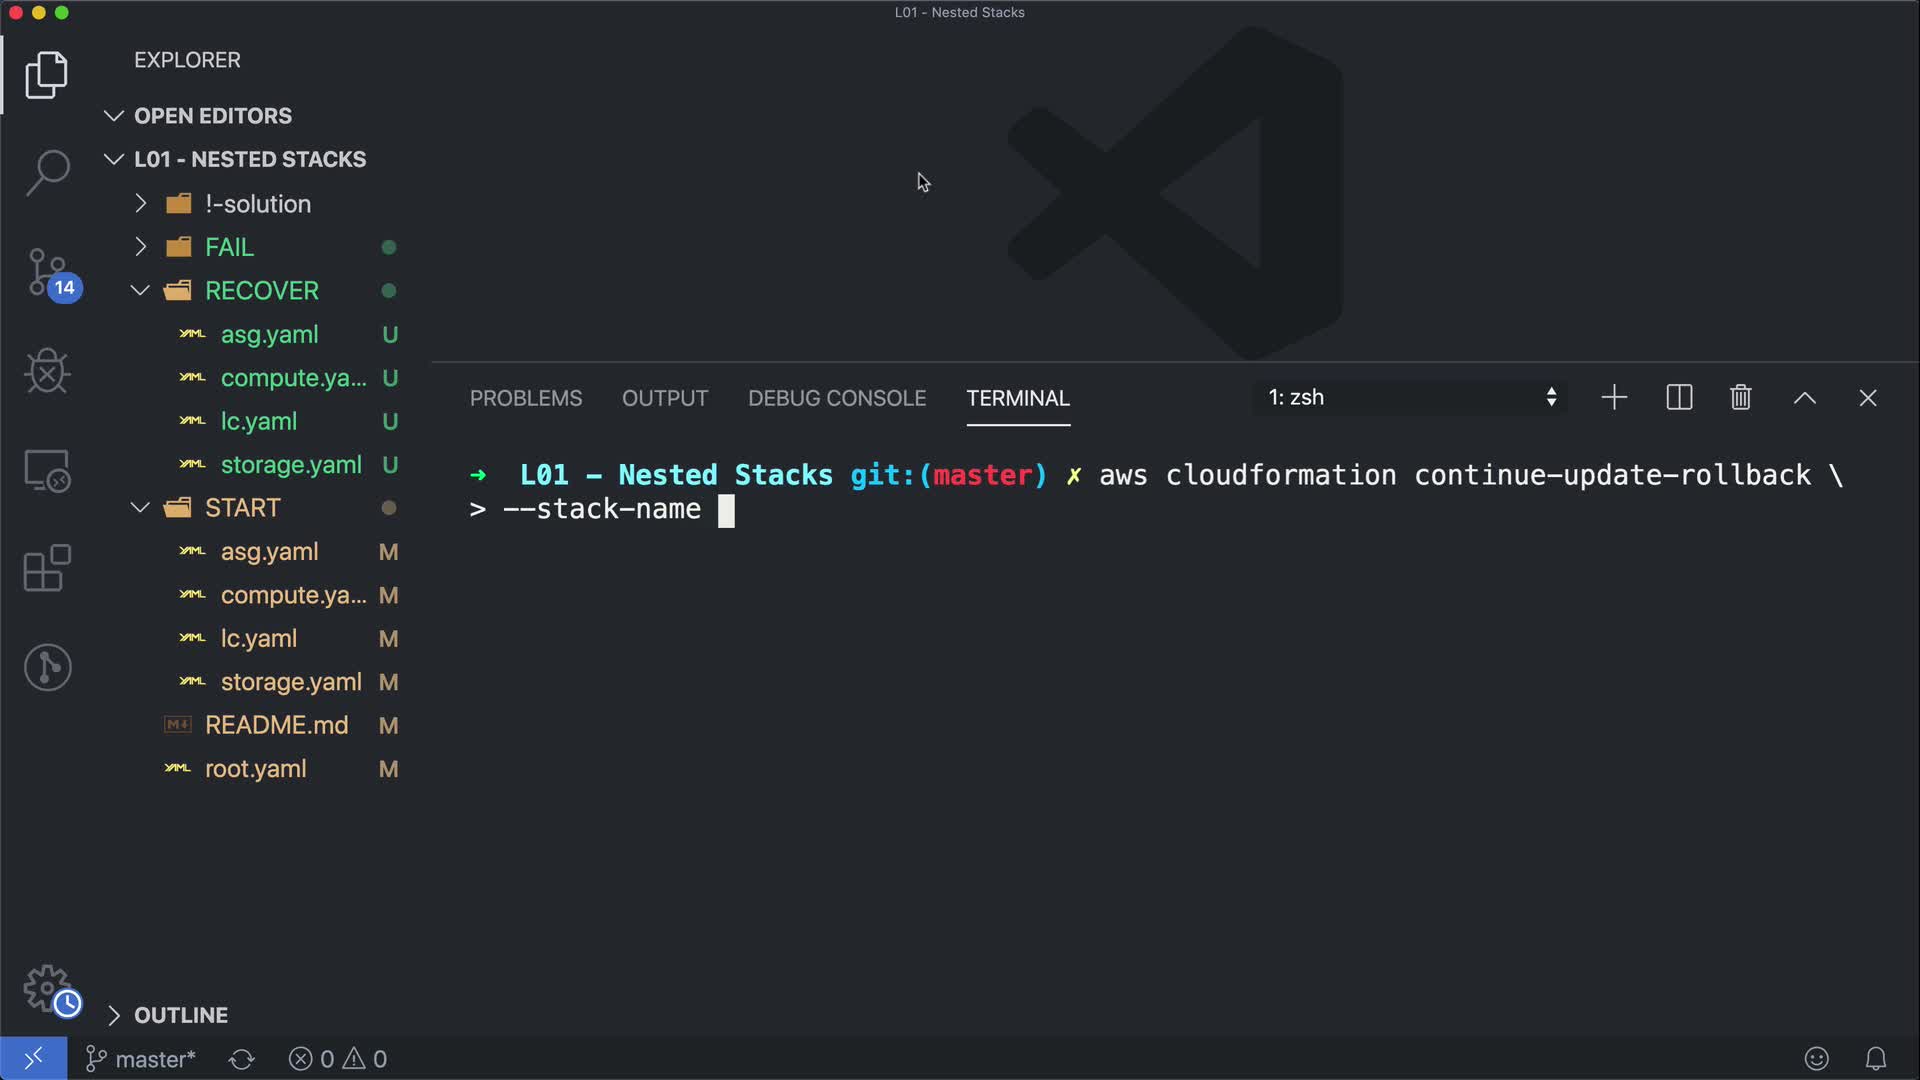 L01 - Nested Stacks
EXPLORER
OPEN EDITORS
L01 - NESTED STACKS
!-solution
FAIL
RECOVER
asg.yaml U
compute.ya... U
lc.yaml U
storage.yaml U
START
asg.yaml M
compute.ya... M
lc.yaml M
storage.yaml M
README.md M
root.yaml M
OUTLINE
14
PROBLEMS OUTPUT DEBUG CONSOLE TERMINAL 1: zsh
➜ L01 - Nested Stacks git:(master) ✗ aws cloudformation continue-update-rollback \
> --stack-name
master* 0 0